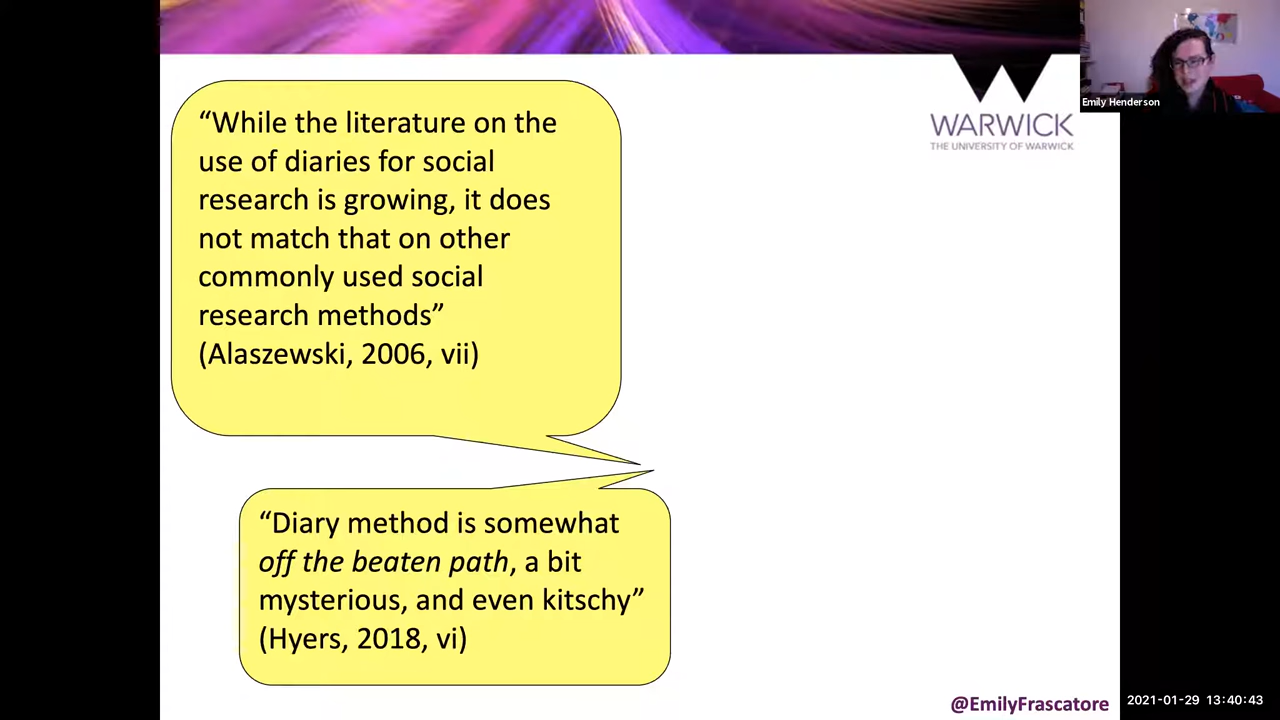 “While the literature on the
use of diaries for social
research is growing, it does
not match that on other
commonly used social
research methods”
(Alaszewski, 2006, vii)
“Diary method is somewhat
off the beaten path, a bit
mysterious, and even kitschy”
(Hyers, 2018, vi)
WARWICK
THE UNIVERSITY OF WARWICK
Emily Henderson
@EmilyFrascatore
2021-01-29 13:40:43